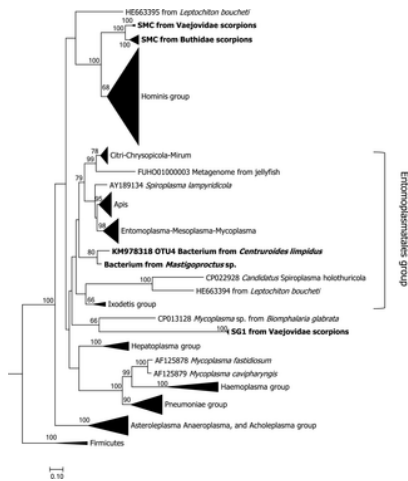 HE663395 from Leptochiton boucheti
100
SMC from Vaejovidae scorpions
SMC from Buthidae scorpions
100
100
68
Hominis group
78
Citri-Chrysopicola-Mirum
99
FUHO01000003 Metagenome from jellyfish
79
AY189134 Spiroplasma lampyridicola
Apis
98
Entomoplasma-Mesoplasma-Mycoplasma
80
KM978318 OTU4 Bacterium from Centruroides limpidus
Bacterium from Mastigoproctus sp.
CP022928 Candidatus Spiroplasma holothuricola
100
HE663394 from Leptochiton boucheti
66
Ixodetis group
Entomoplasmatales group
100
CP013128 Mycoplasma sp. from Biomphalaria glabrata
66
100
SG1 from Vaejovidae scorpions
100
Hepatoplasma group
100
AF125878 Mycoplasma fastidiosum
99
AF125879 Mycoplasma cavipharyngis
100
100
Haemoplasma group
90
Pneumoniae group
100
Asteroleplasma Anaeroplasma, and Acholeplasma group
100
Firmicutes
0.10